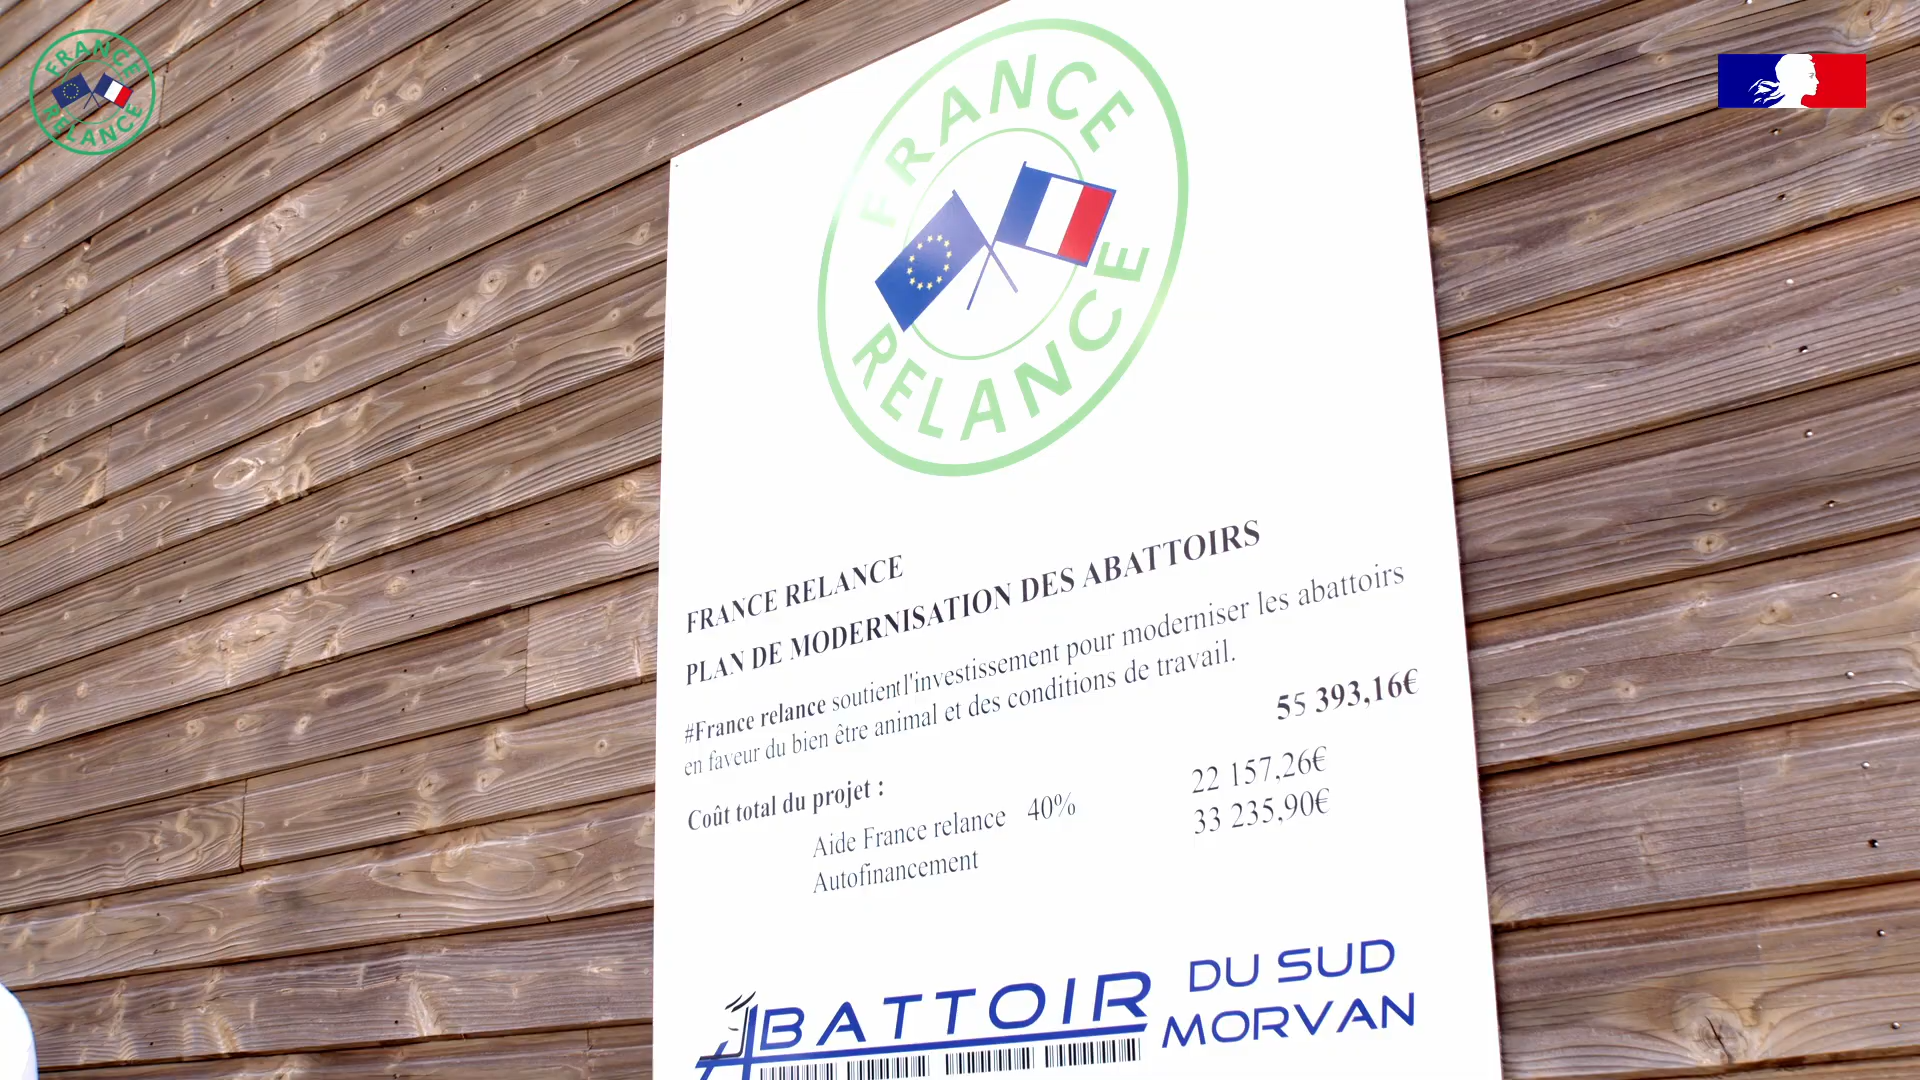 FRANCE
RELANCE
FRANCE
RELANCE
FRANCE RELANCE
PLAN DE MODERNISATION DES ABATTOIRS
#France relance soutient l'investissement pour moderniser les abattoirs
en faveur du bien être animal et des conditions de travail.
Coût total du projet : 55 393,16€
Aide France relance 40% 22 157,26€
Autofinancement 33 235,90€
ABATTOIR DU SUD
MORVAN